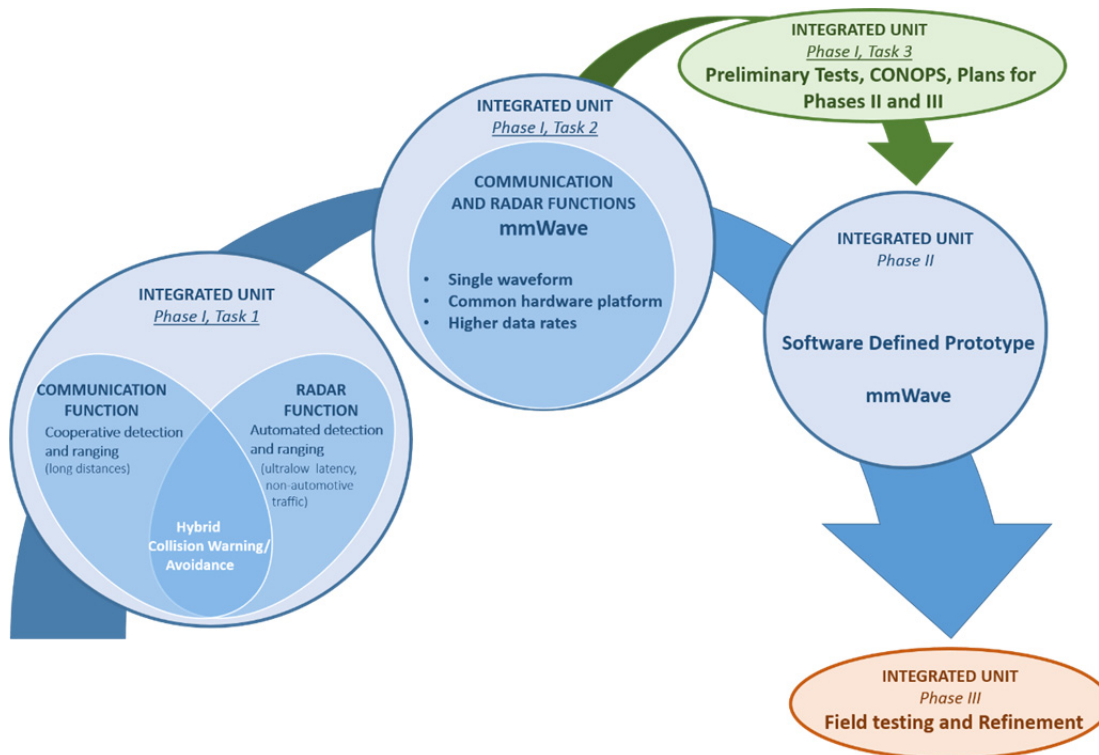 INTEGRATED UNIT
Phase I, Task 1
COMMUNICATION
FUNCTION
Cooperative detection
and ranging
(long distances)
RADAR
FUNCTION
Automated detection
and ranging
(ultralow latency,
non-automotive
traffic)
Hybrid
Collision Warning/
Avoidance
INTEGRATED UNIT
Phase I, Task 2
COMMUNICATION
AND RADAR FUNCTIONS
mmWave
• Single waveform
• Common hardware platform
• Higher data rates
INTEGRATED UNIT
Phase I, Task 3
Preliminary Tests, CONOPS, Plans for
Phases II and III
INTEGRATED UNIT
Phase II
Software Defined Prototype
mmWave
INTEGRATED UNIT
Phase III
Field testing and Refinement